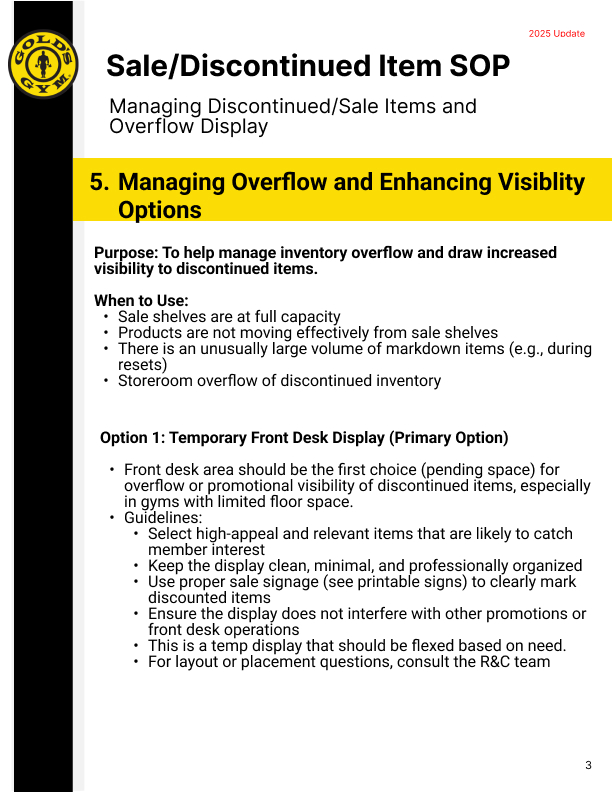 2025 Update
GOLD'S
GYM
Sale/Discontinued Item SOP
Managing Discontinued/Sale Items and
Overflow Display
5. Managing Overflow and Enhancing Visiblity
Options
Purpose: To help manage inventory overflow and draw increased
visibility to discontinued items.
When to Use:
• Sale shelves are at full capacity
• Products are not moving effectively from sale shelves
• There is an unusually large volume of markdown items (e.g., during
resets)
• Storeroom overflow of discontinued inventory
Option 1: Temporary Front Desk Display (Primary Option)
• Front desk area should be the first choice (pending space) for
overflow or promotional visibility of discontinued items, especially
in gyms with limited floor space.
• Guidelines:
• Select high-appeal and relevant items that are likely to catch
member interest
• Keep the display clean, minimal, and professionally organized
• Use proper sale signage (see printable signs) to clearly mark
discounted items
• Ensure the display does not interfere with other promotions or
front desk operations
• This is a temp display that should be flexed based on need.
• For layout or placement questions, consult the R&C team
3